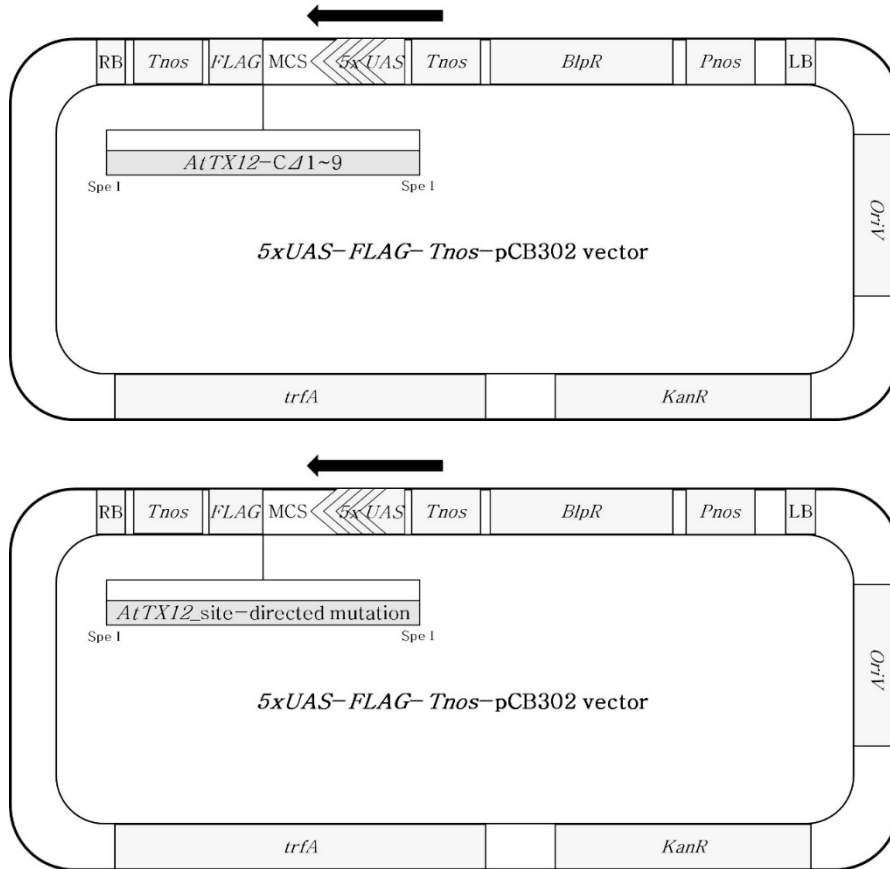 RB Tnos FLAG MCS 5xUAS Tnos BlpR Pnos LB
AtTX12-CΔ1~9
Spe I Spe I
OriV
5xUAS-FLAG-Tnos-pCB302 vector
trfA KanR
RB Tnos FLAG MCS 5xUAS Tnos BlpR Pnos LB
AtTX12_site-directed mutation
Spe I Spe I
OriV
5xUAS-FLAG-Tnos-pCB302 vector
trfA KanR